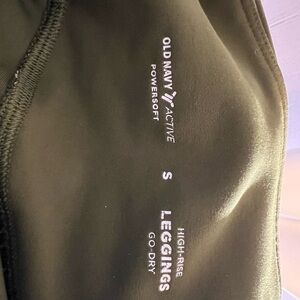 OLD NAVY ACTIVE
POWERSOFT
S
HIGH-RISE
LEGGINGS
GO-DRY